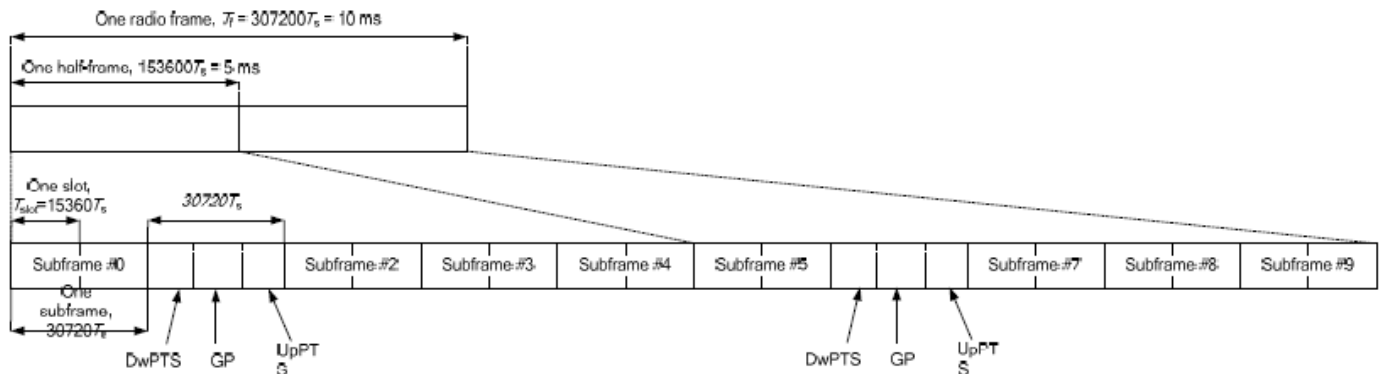 One radio frame, Tf = 307200Ts = 10 ms
One half-frame, 153600Ts = 5 ms
One slot,
Tslot=15360Ts
30720Ts
Subframe #0
Subframe #2
Subframe #3
Subframe #4
Subframe #5
Subframe #7
Subframe #8
Subframe #9
One
subframe,
30720Ts
DwPTS
GP
UpPT
S
DwPTS
GP
UpPT
S